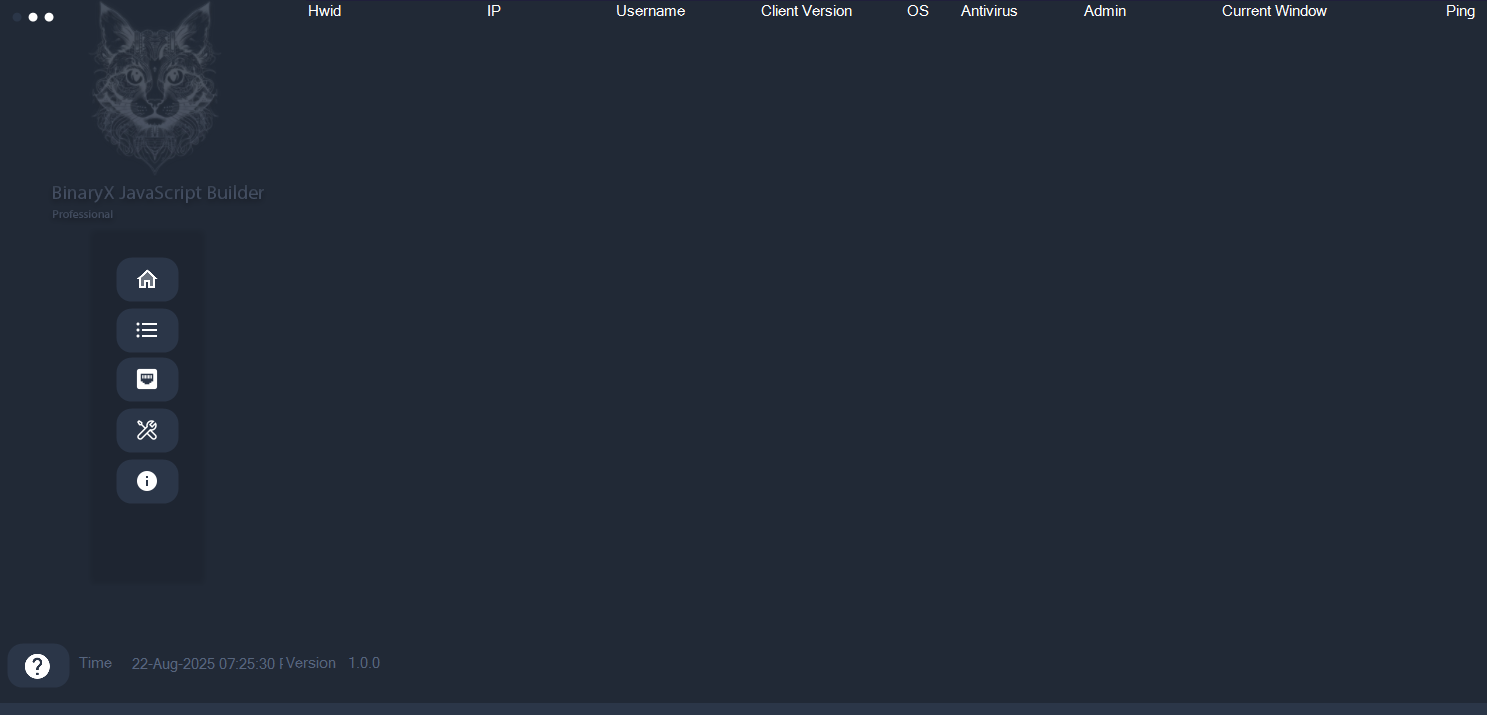 Hwid IP Username Client Version OS Antivirus Admin Current Window Ping
BinaryX JavaScript Builder
Professional
Time 22-Aug-2025 07:25:30 Version 1.0.0